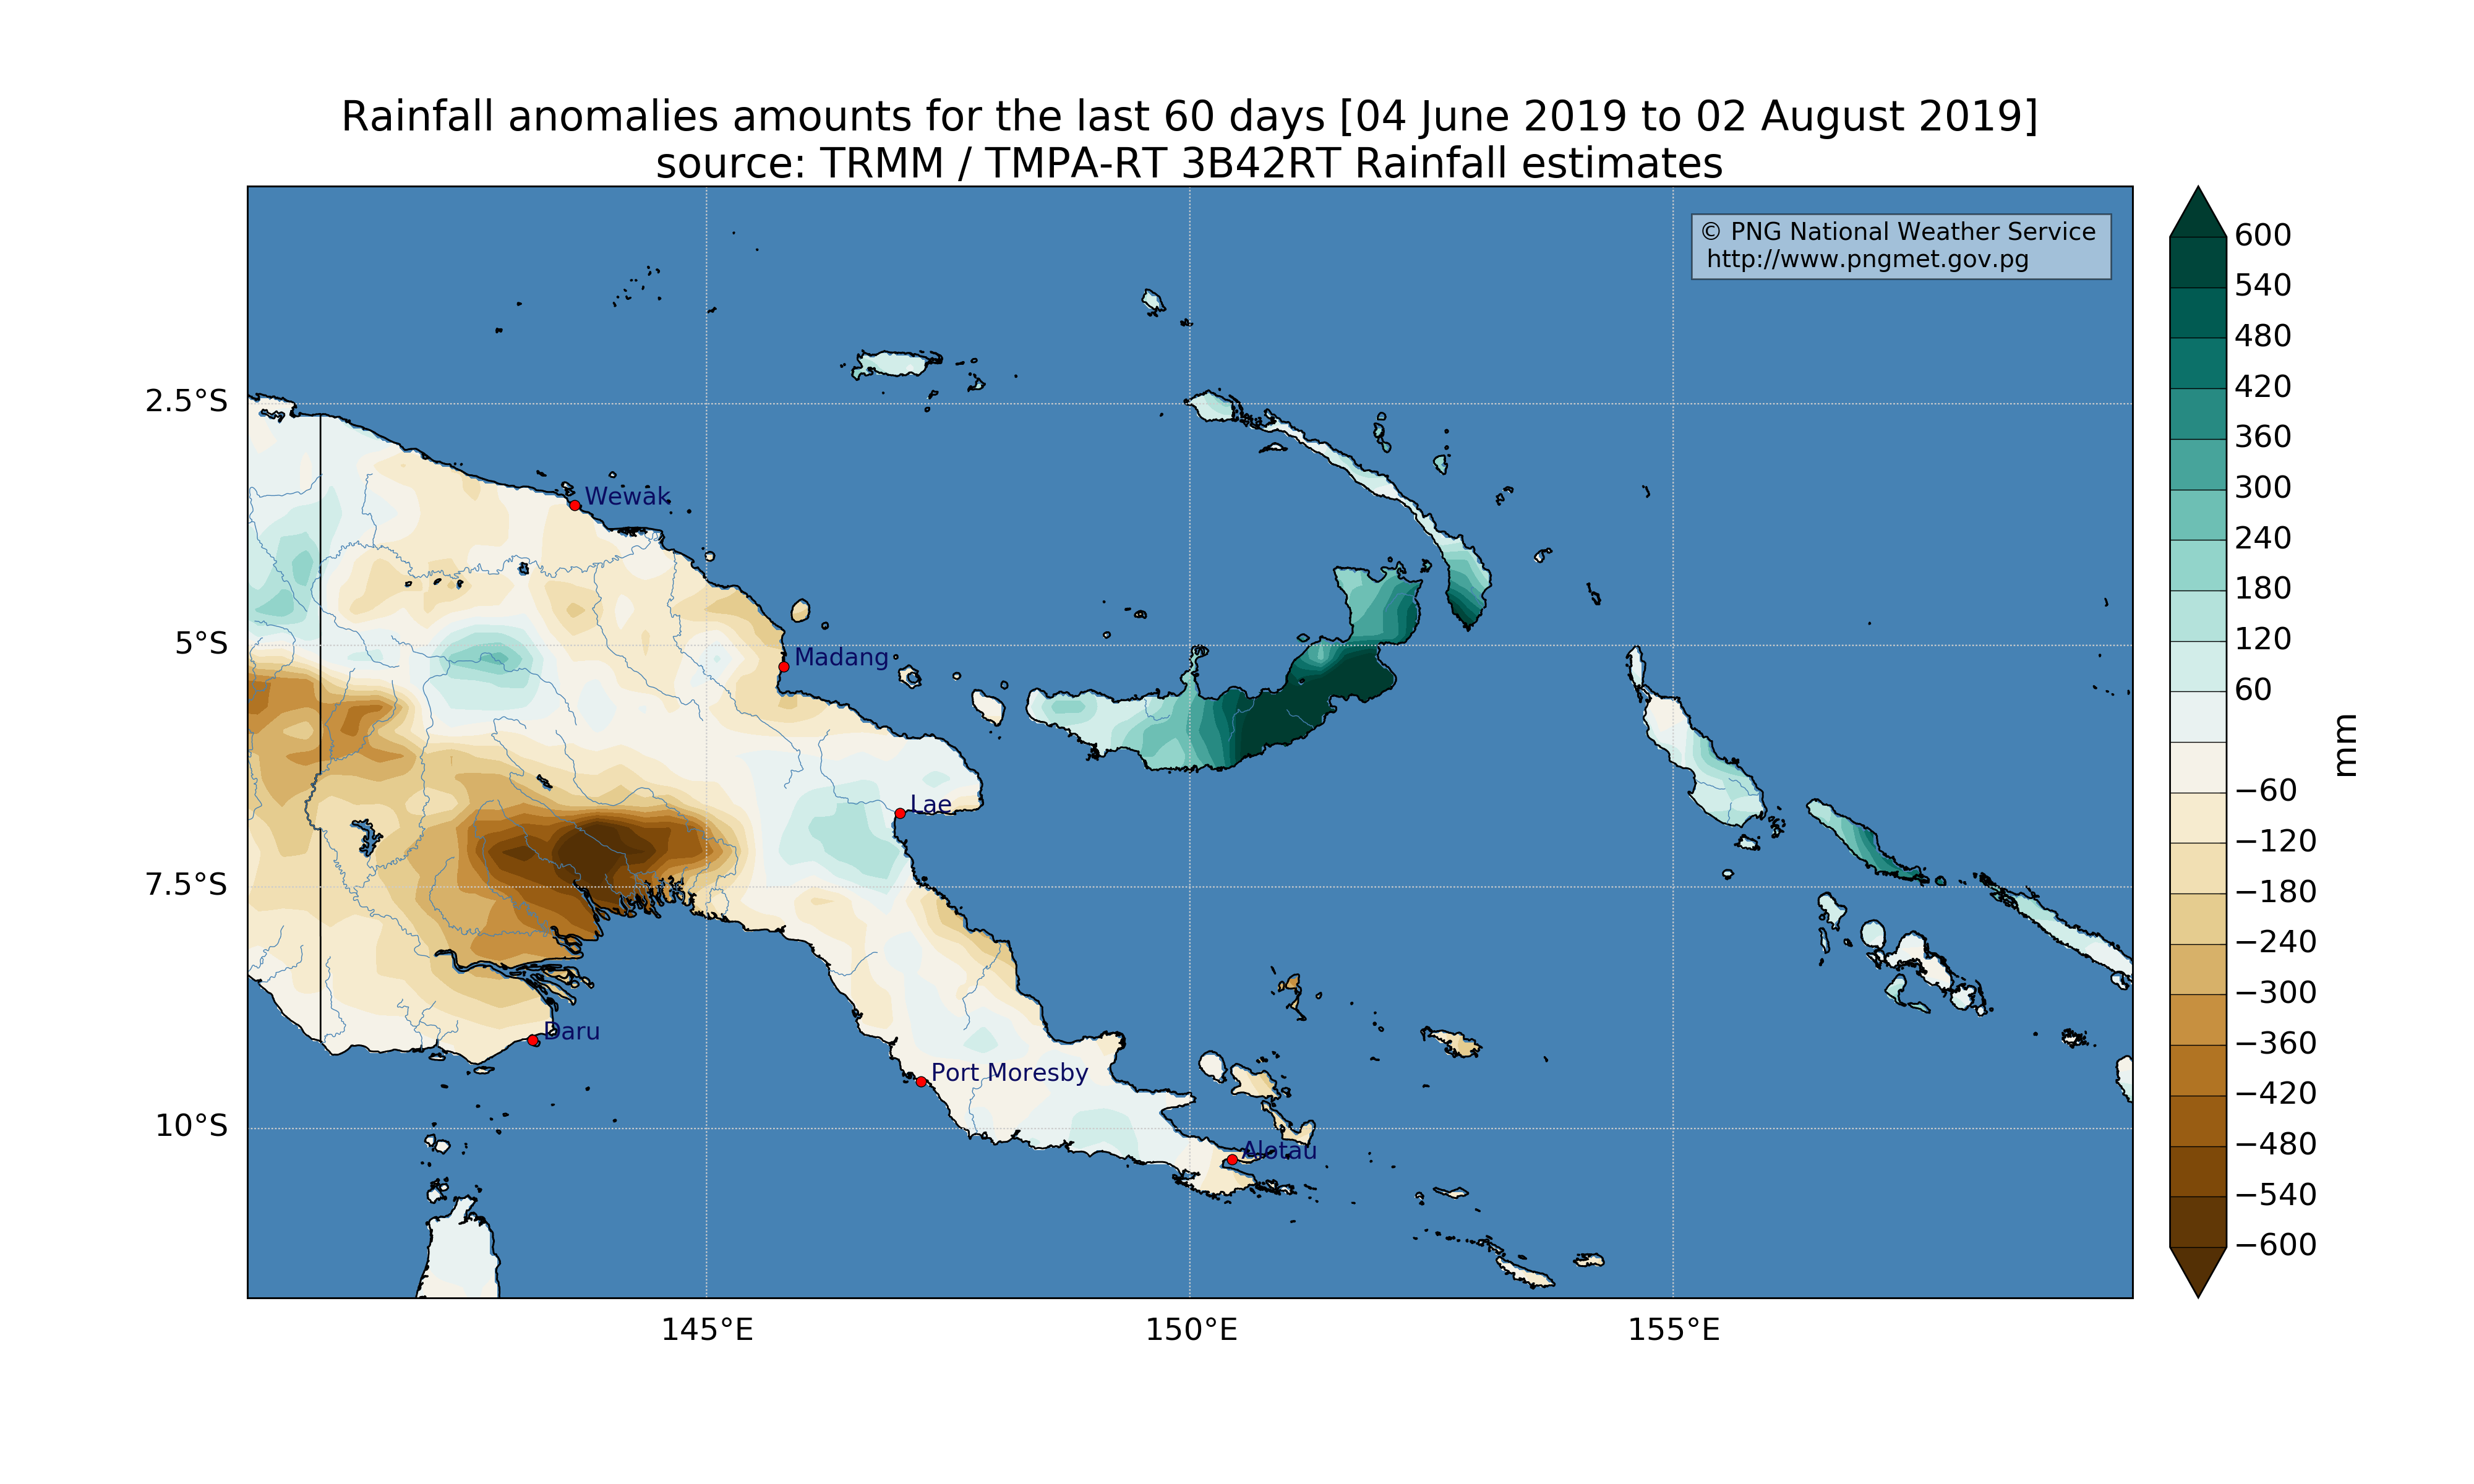 Rainfall anomalies amounts for the last 60 days [04 June 2019 to 02 August 2019]
source: TRMM / TMPA-RT 3B42RT Rainfall estimates
© PNG National Weather Service
http://www.pngmet.gov.pg
2.5°S
5°S
7.5°S
10°S
Wewak
Madang
Lae
Daru
Port Moresby
Alotau
145°E
150°E
155°E
600
540
480
420
360
300
240
180
120
60
−60
−120
−180
−240
−300
−360
−420
−480
−540
−600
mm